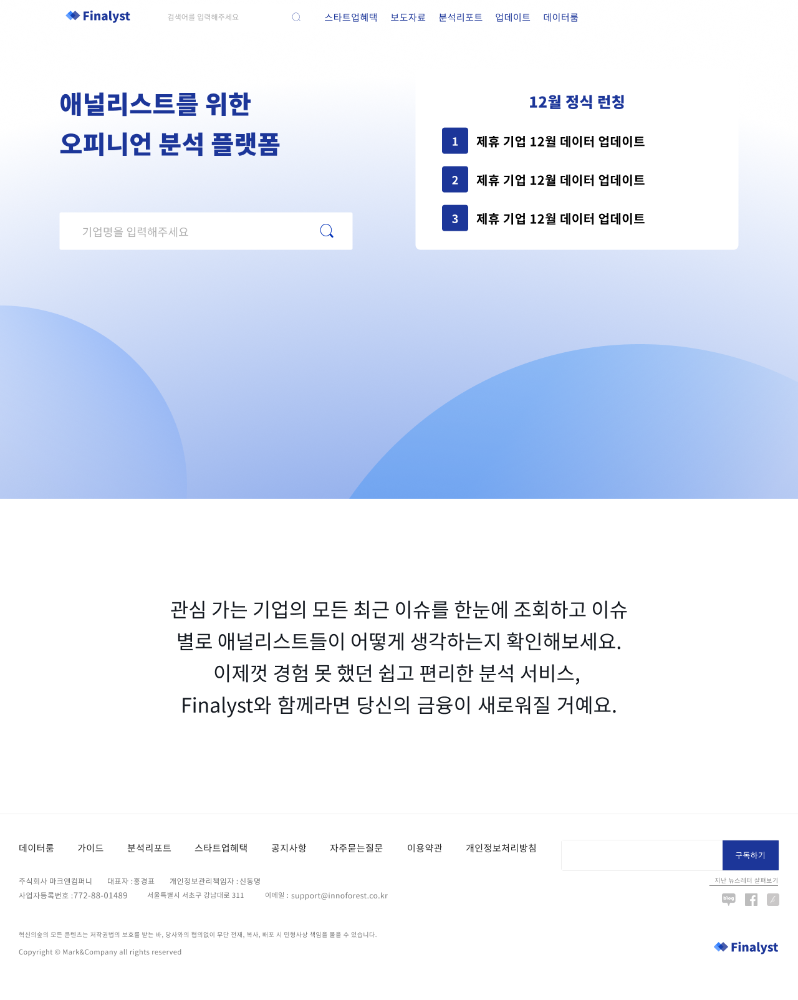 Finalyst
검색어를 입력해주세요
스타트업혜택 보도자료 분석리포트 업데이트 데이터룸
애널리스트를 위한
오피니언 분석 플랫폼
기업명을 입력해주세요
12월 정식 런칭
1 제휴 기업 12월 데이터 업데이트
2 제휴 기업 12월 데이터 업데이트
3 제휴 기업 12월 데이터 업데이트
관심 가는 기업의 모든 최근 이슈를 한눈에 조회하고 이슈
별로 애널리스트들이 어떻게 생각하는지 확인해보세요.
이제껏 경험 못 했던 쉽고 편리한 분석 서비스,
Finalyst와 함께라면 당신의 금융이 새로워질 거예요.
데이터룸 가이드 분석리포트 스타트업혜택 공지사항 자주묻는질문 이용약관 개인정보처리방침
구독하기
주식회사 마크앤컴퍼니 대표자 : 홍경표 개인정보관리책임자 : 신동명
지난 뉴스레터 살펴보기
사업자등록번호 : 772-88-01489 서울특별시 서초구 강남대로 311 이메일 : support@innoforest.co.kr
blog
혁신의숲의 모든 콘텐츠는 저작권법의 보호를 받는 바, 당사와의 협의없이 무단 전재, 복사, 배포 시 민형사상 책임을 물을 수 있습니다.
Copyright © Mark&Company all rights reserved
Finalyst